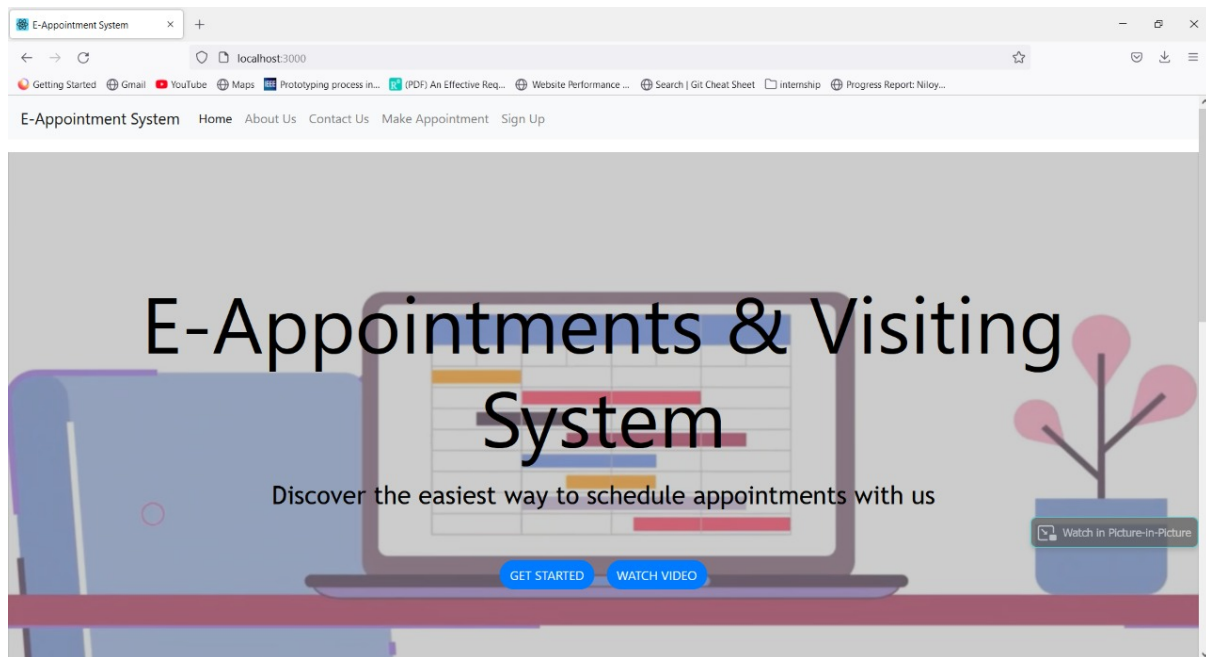 E-Appointment System
localhost:3000
Getting Started Gmail YouTube Maps Prototyping process in... (PDF) An Effective Req... Website Performance ... Search | Git Cheat Sheet internship Progress Report: Niloy...
E-Appointment System Home About Us Contact Us Make Appointment Sign Up
E-Appointments & Visiting
System
Discover the easiest way to schedule appointments with us
Watch in Picture-in-Picture
GET STARTED WATCH VIDEO